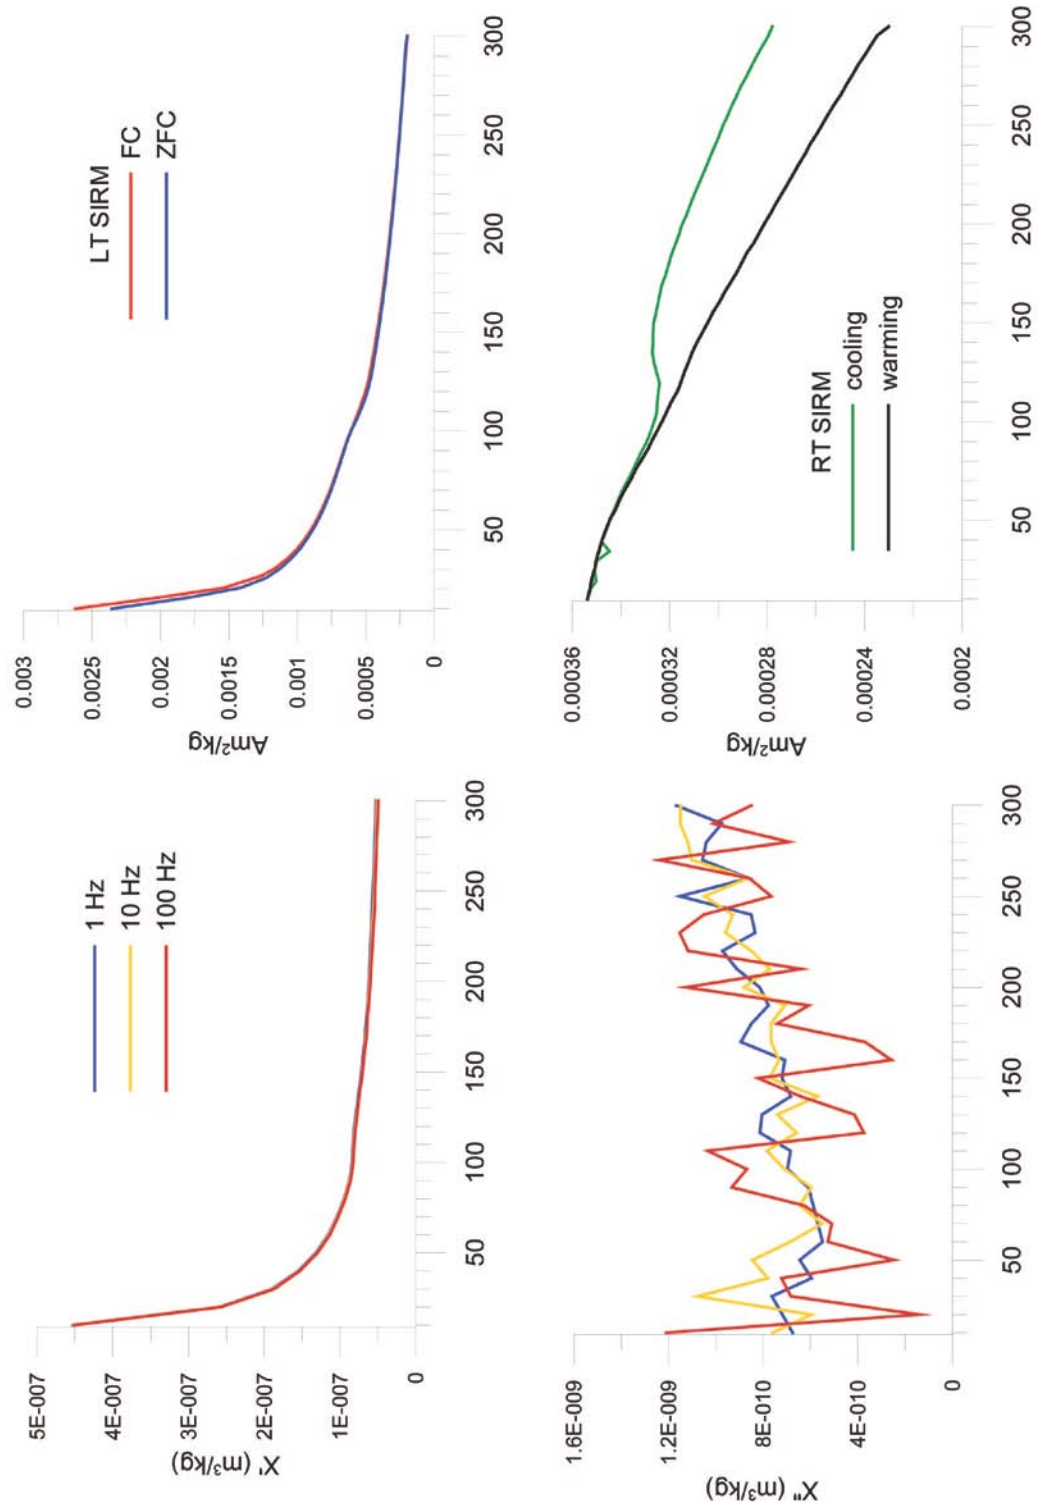 X' (m³/kg)
5E-007
4E-007
2E-007
1E-007
0
1 Hz
10 Hz
100 Hz
50
100
150
200
250
300
Am²/kg
0.003
0.0025
0.002
0.0015
0.001
0.0005
0
LT SIRM
FC
ZFC
50
100
150
200
250
300
X" (m³/kg)
1.6E-009
1.2E-009
8E-010
4E-010
0
50
100
150
200
250
300
Am²/kg
0.00036
0.00032
0.00028
0.00024
0.0002
RT SIRM
cooling
warming
50
100
150
200
250
300